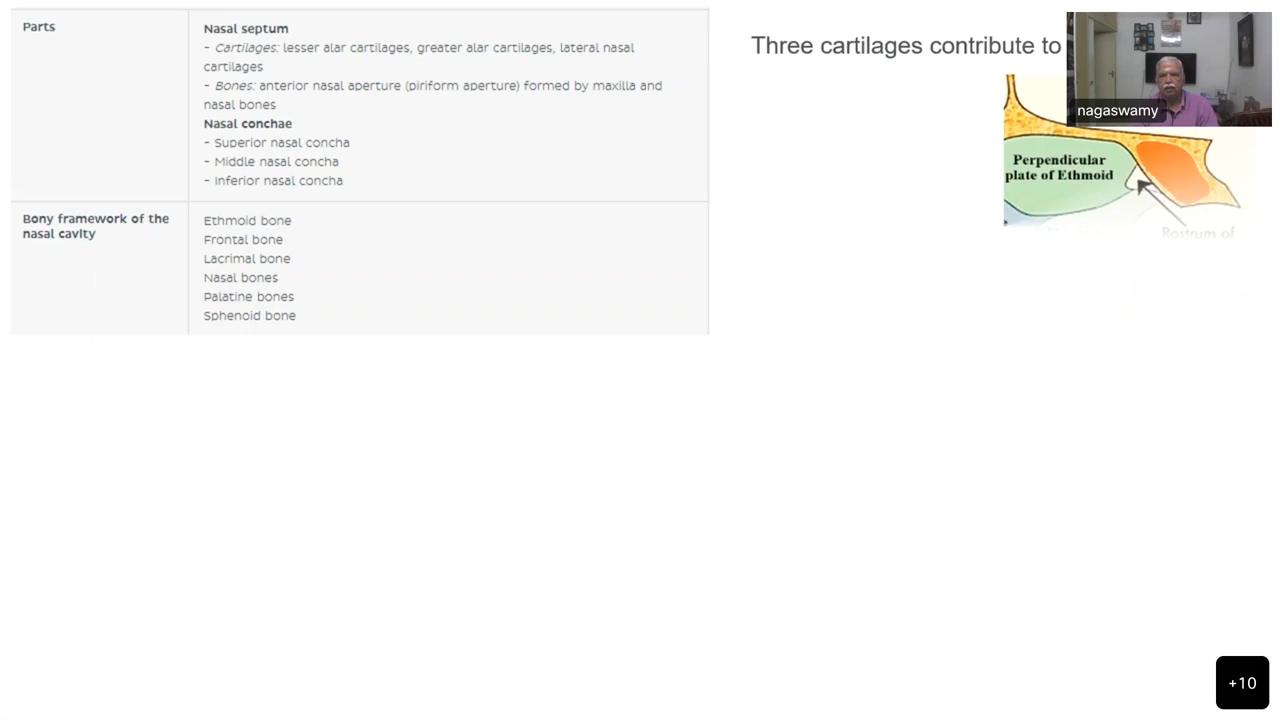 Parts
Nasal septum
- Cartilages: lesser alar cartilages, greater alar cartilages, lateral nasal
cartilages
- Bones: anterior nasal aperture (piriform aperture) formed by maxilla and
nasal bones
Nasal conchae
- Superior nasal concha
- Middle nasal concha
- Inferior nasal concha
Bony framework of the
nasal cavity
Ethmoid bone
Frontal bone
Lacrimal bone
Nasal bones
Palatine bones
Sphenoid bone
Three cartilages contribute to
nagaswamy
Perpendicular
plate of Ethmoid
Rostrum of
+10